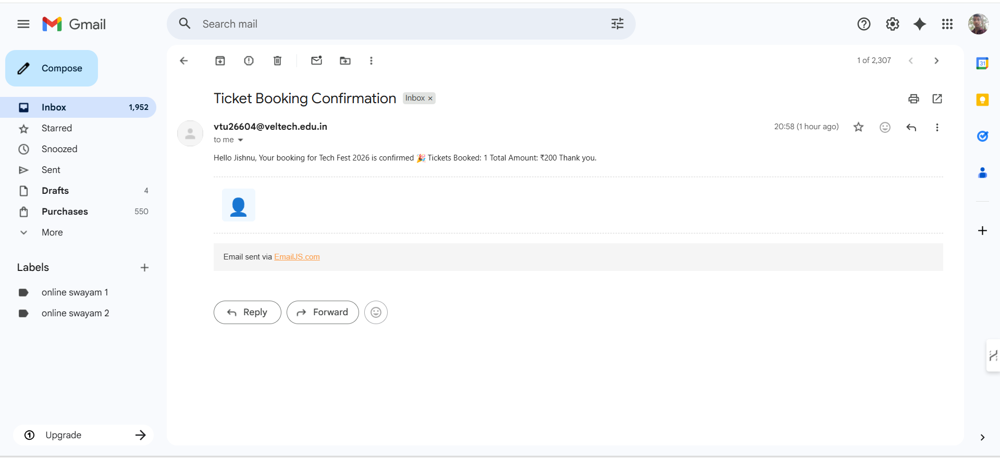 Gmail
Search mail
Compose
1 of 2,307
31
Ticket Booking Confirmation Inbox ×
Inbox 1,952
Starred
vtu26604@veltech.edu.in
20:58 (1 hour ago)
to me
Snoozed
Hello Jishnu, Your booking for Tech Fest 2026 is confirmed 🎉 Tickets Booked: 1 Total Amount: ₹200 Thank you.
Sent
Drafts 4
Purchases 550
More
Email sent via EmailJS.com
Labels
online swayam 1
online swayam 2
Reply
Forward
1 Upgrade